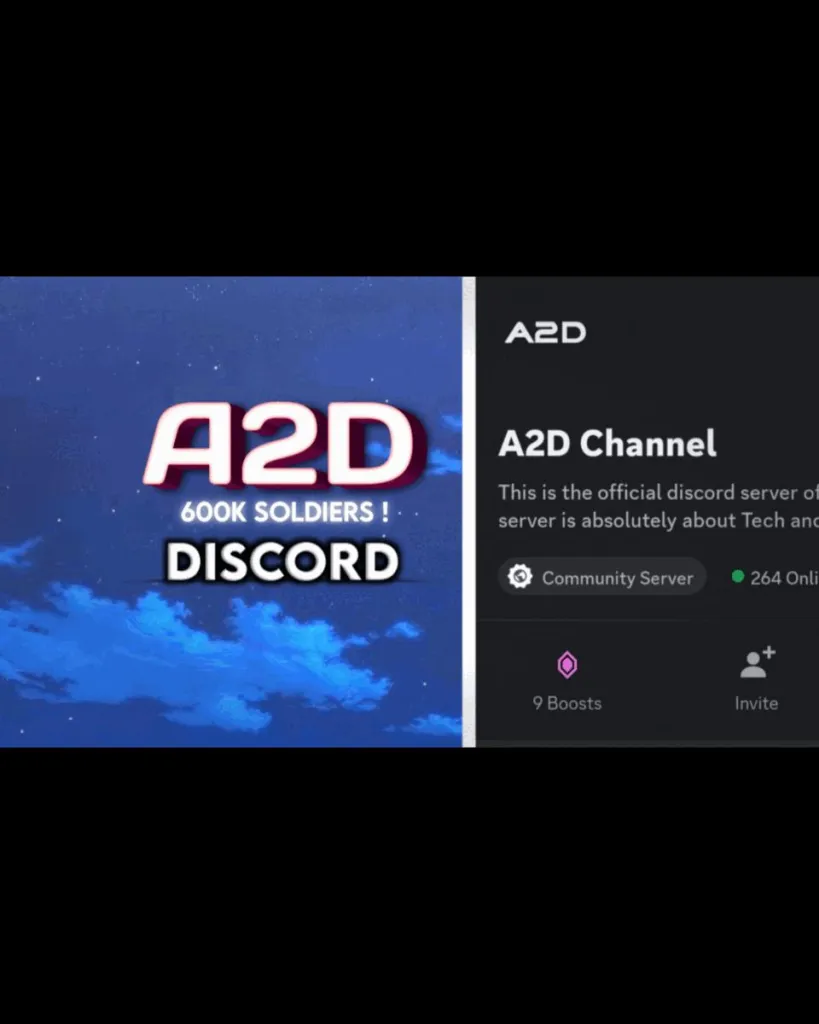 A2D
600K SOLDIERS !
DISCORD
A2D
A2D Channel
This is the official discord server of
server is absolutely about Tech and
Community Server
264 Onli
9 Boosts
Invite